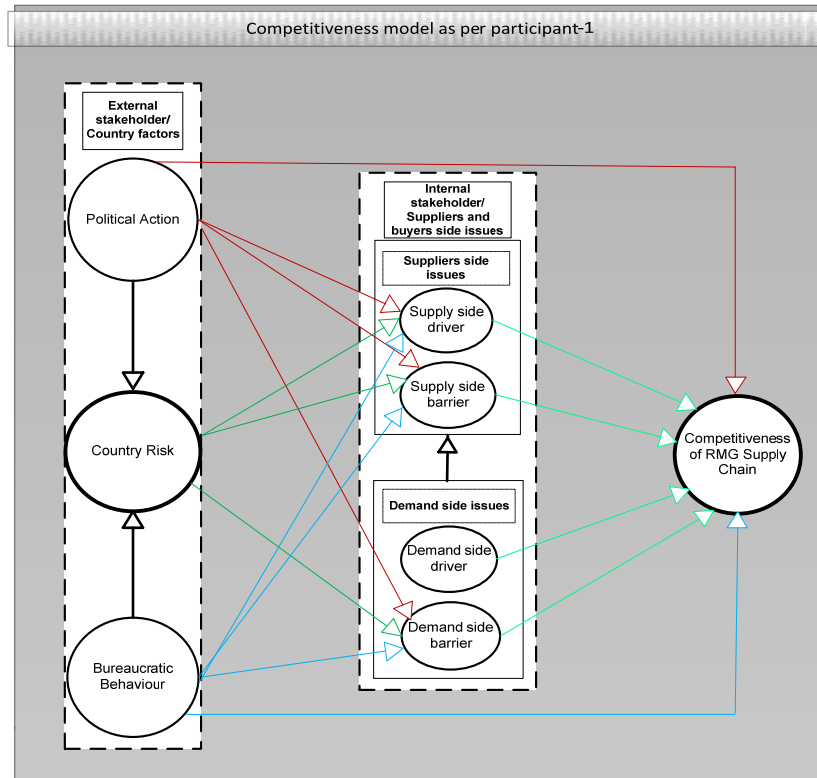 Competitiveness model as per participant-1
External
stakeholder/
Country factors
Political Action
Country Risk
Bureaucratic
Behaviour
Internal
stakeholder/
Suppliers and
buyers side issues
Suppliers side
issues
Supply side
driver
Supply side
barrier
Demand side issues
Demand side
driver
Demand side
barrier
Competitiveness
of RMG Supply
Chain